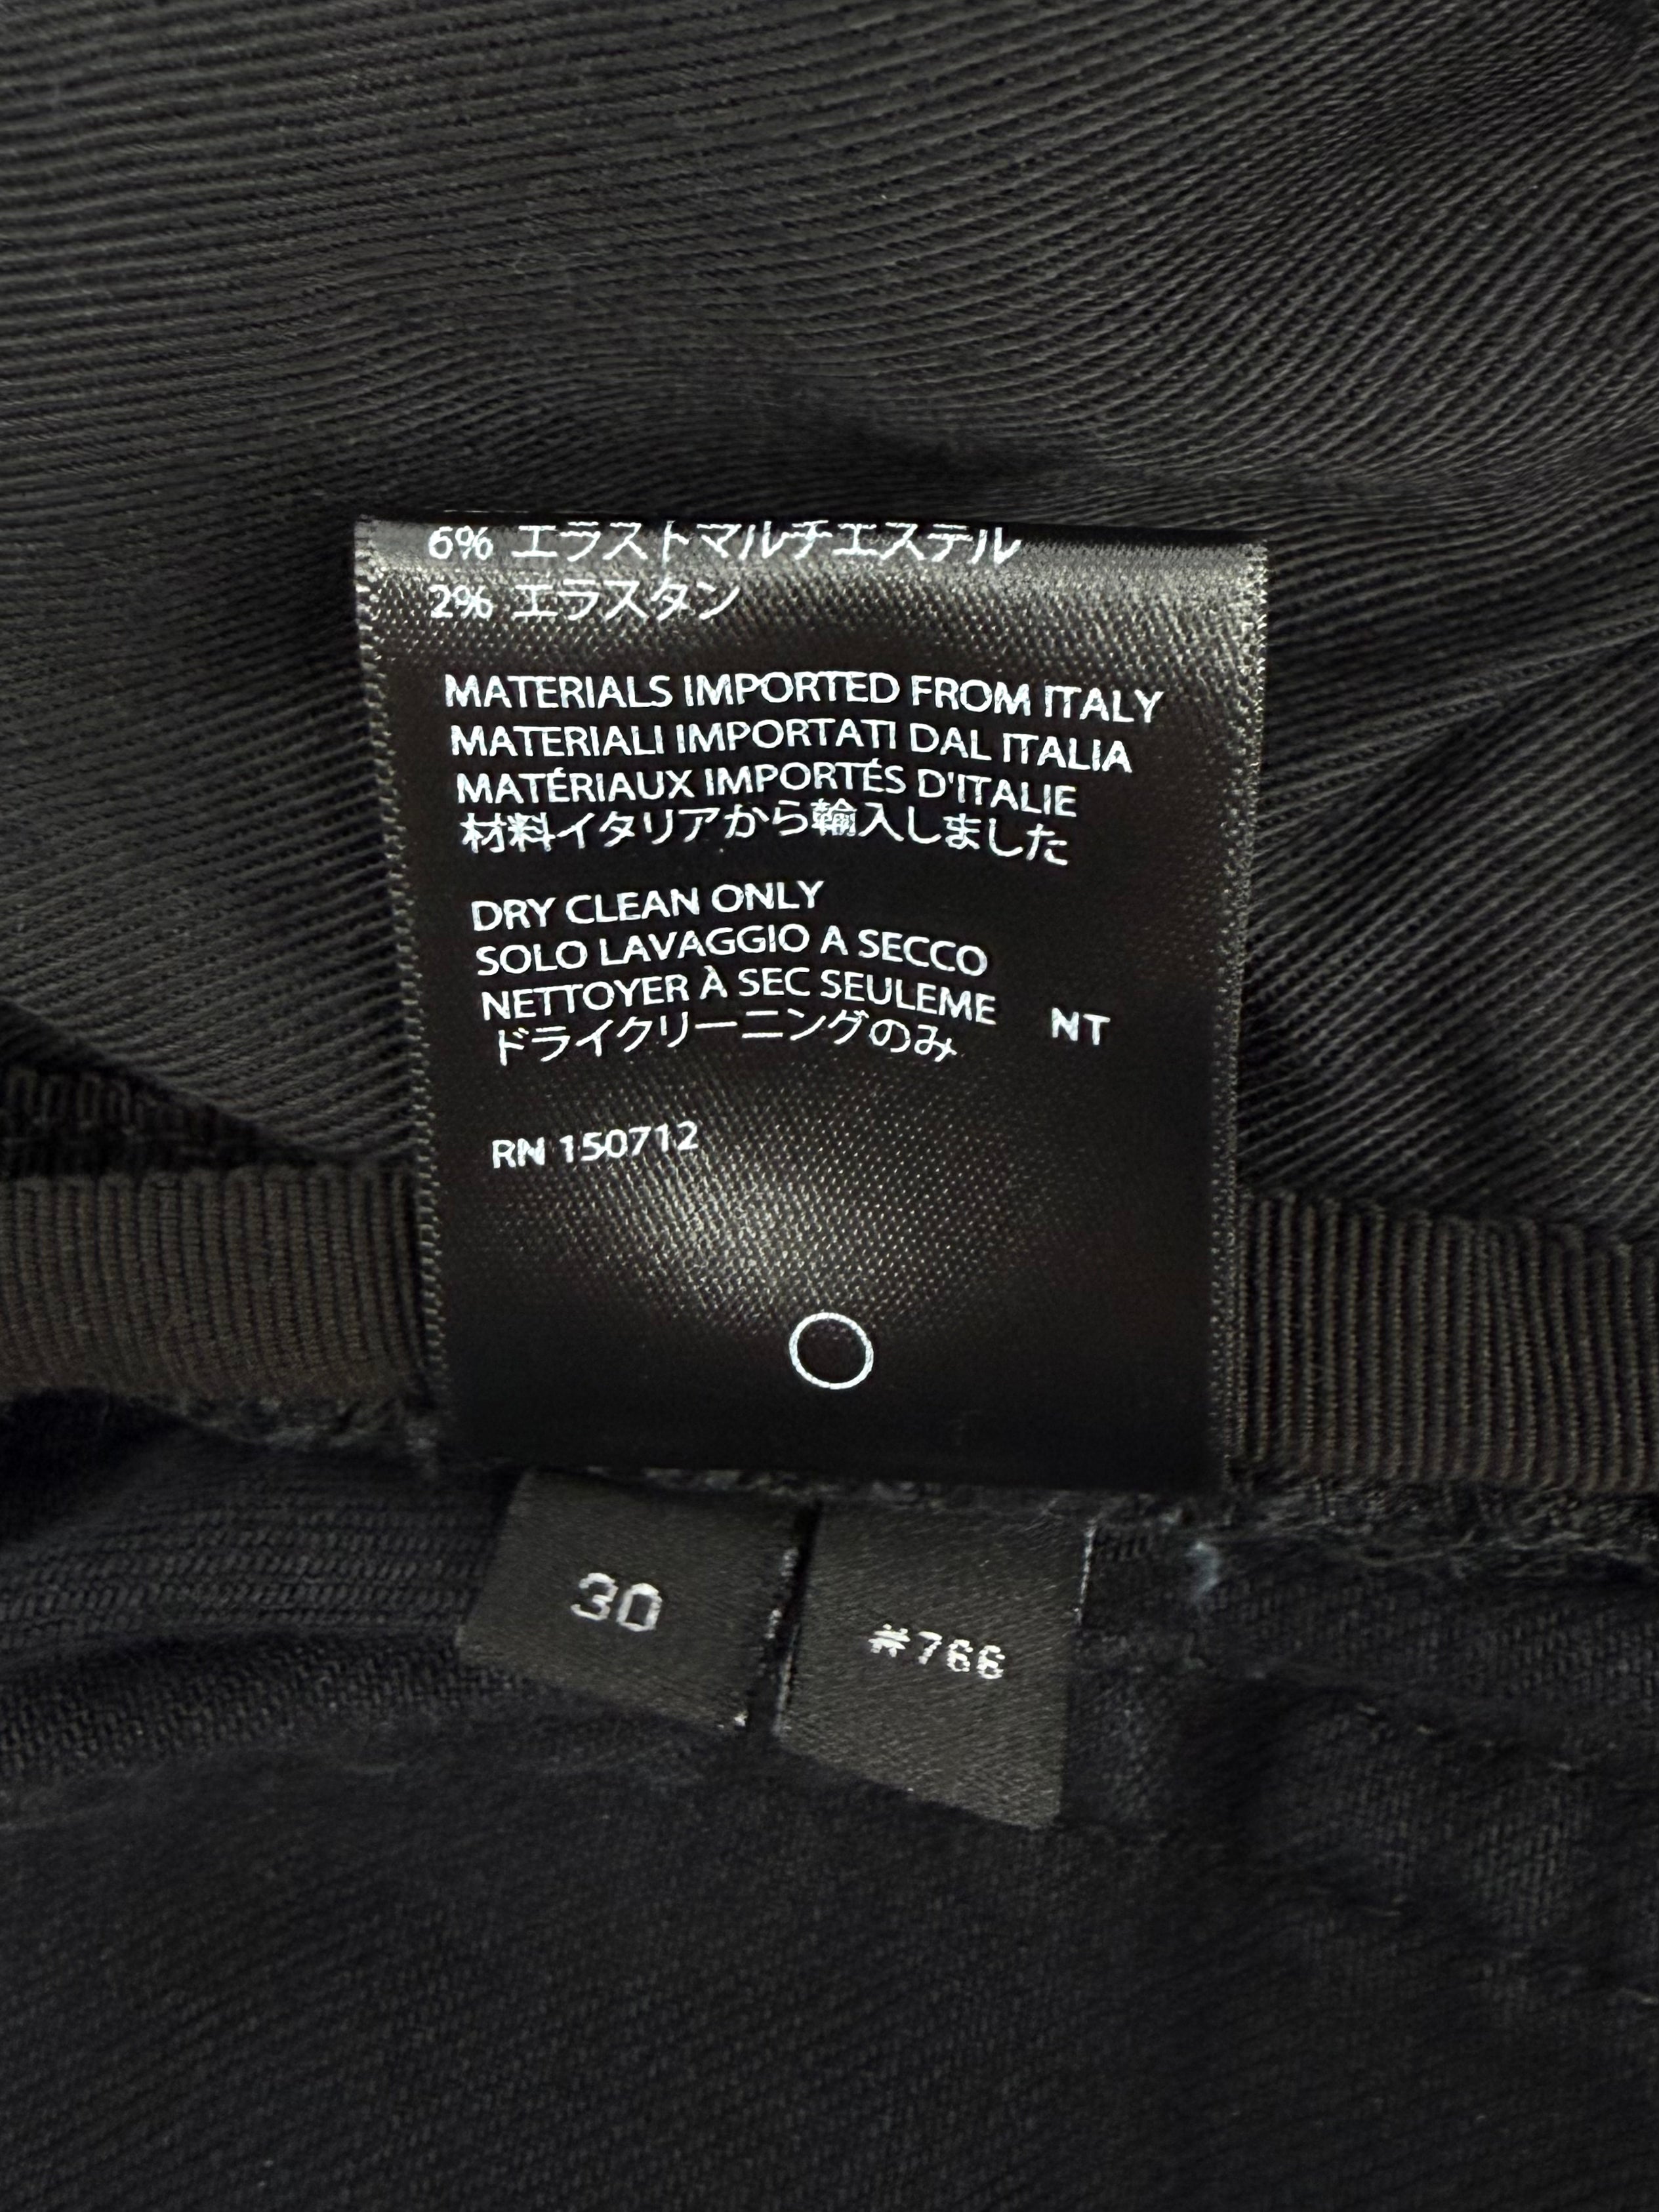 6% エラストマルチエステル
2% エラスタン
MATERIALS IMPORTED FROM ITALY
MATERIALI IMPORTATI DAL ITALIA
MATÉRIAUX IMPORTÉS D'ITALIE
材料イタリアから輸入しました
DRY CLEAN ONLY
SOLO LAVAGGIO A SECCO
NETTOYER À SEC SEULEME NT
ドライクリーニングのみ
RN 150712
30
#766